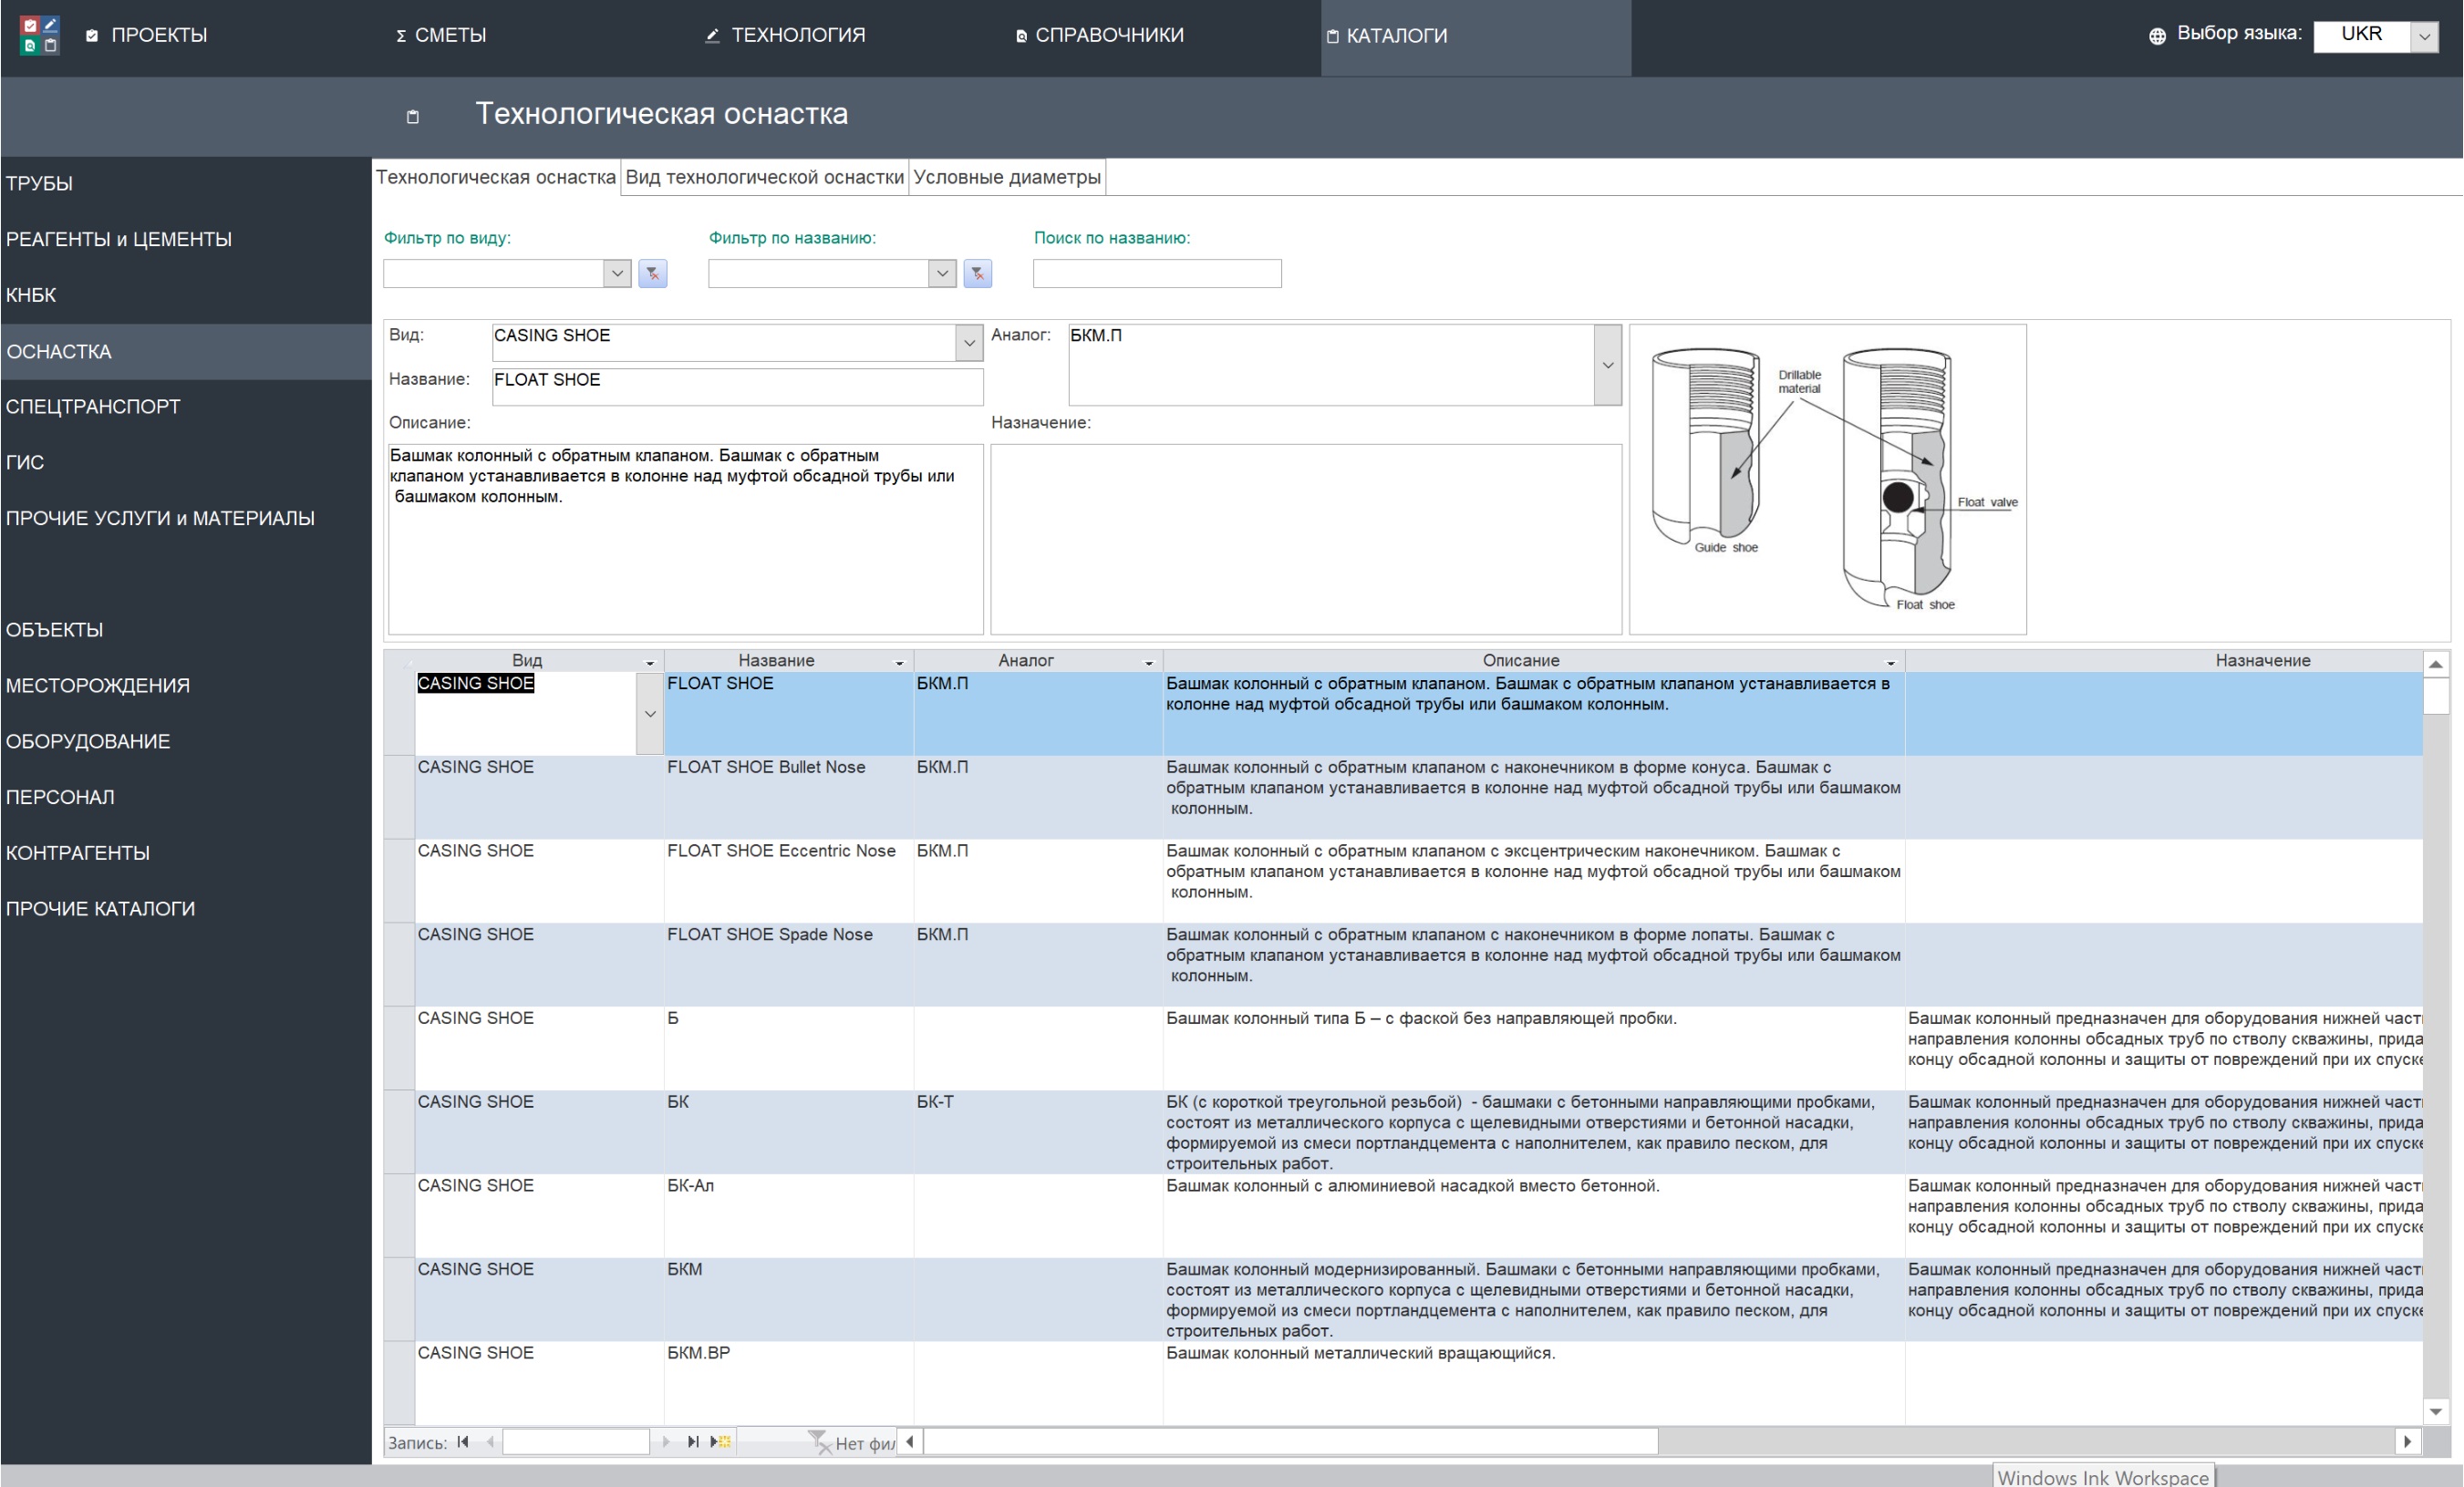 ПРОЕКТЫ
Σ СМЕТЫ
ТЕХНОЛОГИЯ
СПРАВОЧНИКИ
КАТАЛОГИ
Выбор языка: UKR
Технологическая оснастка
ТРУБЫ
РЕАГЕНТЫ и ЦЕМЕНТЫ
КНБК
ОСНАСТКА
СПЕЦТРАНСПОРТ
ГИС
ПРОЧИЕ УСЛУГИ и МАТЕРИАЛЫ
ОБЪЕКТЫ
МЕСТОРОЖДЕНИЯ
ОБОРУДОВАНИЕ
ПЕРСОНАЛ
КОНТРАГЕНТЫ
ПРОЧИЕ КАТАЛОГИ
Технологическая оснастка
Вид технологической оснастки
Условные диаметры
Фильтр по виду:
Фильтр по названию:
Поиск по названию:
Вид: CASING SHOE
Аналог: БКМ.П
Название: FLOAT SHOE
Описание:
Башмак колонный с обратным клапаном. Башмак с обратным
клапаном устанавливается в колонне над муфтой обсадной трубы или
башмаком колонным.
Назначение:
Drillable
material
Float valve
Guide shoe
Float shoe
Вид
Название
Аналог
Описание
Назначение
CASING SHOE
FLOAT SHOE
БКМ.П
Башмак колонный с обратным клапаном. Башмак с обратным клапаном устанавливается в
колонне над муфтой обсадной трубы или башмаком колонным.
CASING SHOE
FLOAT SHOE Bullet Nose
БКМ.П
Башмак колонный с обратным клапаном с наконечником в форме конуса. Башмак с
обратным клапаном устанавливается в колонне над муфтой обсадной трубы или башмаком
колонным.
CASING SHOE
FLOAT SHOE Eccentric Nose
БКМ.П
Башмак колонный с обратным клапаном с эксцентрическим наконечником. Башмак с
обратным клапаном устанавливается в колонне над муфтой обсадной трубы или башмаком
колонным.
CASING SHOE
FLOAT SHOE Spade Nose
БКМ.П
Башмак колонный с обратным клапаном с наконечником в форме лопаты. Башмак с
обратным клапаном устанавливается в колонне над муфтой обсадной трубы или башмаком
колонным.
CASING SHOE
Б
Башмак колонный типа Б – с фаской без направляющей пробки.
Башмак колонный предназначен для оборудования нижней част
направления колонны обсадных труб по стволу скважины, прида
концу обсадной колонны и защиты от повреждений при их спуске
CASING SHOE
БК
БК-Т
БК (с короткой треугольной резьбой) - башмаки с бетонными направляющими пробками,
состоят из металлического корпуса с щелевидными отверстиями и бетонной насадки,
формируемой из смеси портландцемента с наполнителем, как правило песком, для
строительных работ.
Башмак колонный предназначен для оборудования нижней част
направления колонны обсадных труб по стволу скважины, прида
концу обсадной колонны и защиты от повреждений при их спуске
CASING SHOE
БК-Ал
Башмак колонный с алюминиевой насадкой вместо бетонной.
Башмак колонный предназначен для оборудования нижней част
направления колонны обсадных труб по стволу скважины, прида
концу обсадной колонны и защиты от повреждений при их спуске
CASING SHOE
БКМ
Башмак колонный модернизированный. Башмаки с бетонными направляющими пробками,
состоят из металлического корпуса с щелевидными отверстиями и бетонной насадки,
формируемой из смеси портландцемента с наполнителем, как правило песком, для
строительных работ.
Башмак колонный предназначен для оборудования нижней част
направления колонны обсадных труб по стволу скважины, прида
концу обсадной колонны и защиты от повреждений при их спуске
CASING SHOE
БКМ.ВР
Башмак колонный металлический вращающийся.
Запись:
Нет фил
Windows Ink Workspace